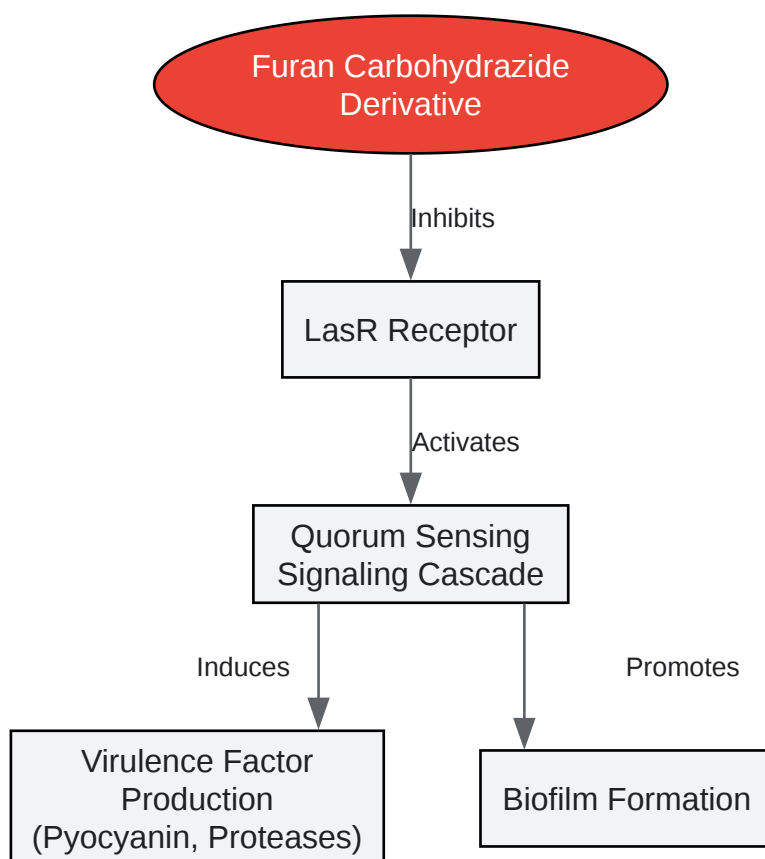 Furan Carbohydrazide
Derivative
Inhibits
LasR Receptor
Activates
Quorum Sensing
Signaling Cascade
Induces
Promotes
Virulence Factor
Production
(Pyocyanin, Proteases)
Biofilm Formation